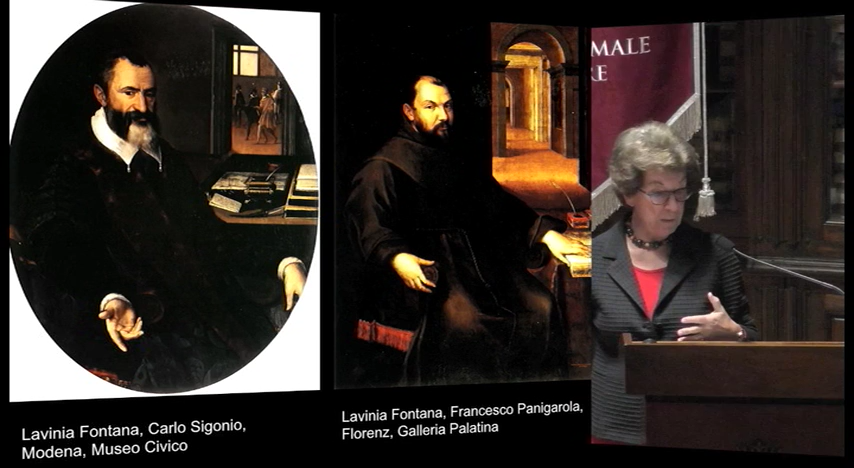 MALE
RE
Lavinia Fontana, Carlo Sigonio,
Modena, Museo Civico
Lavinia Fontana, Francesco Panigarola,
Florenz, Galleria Palatina